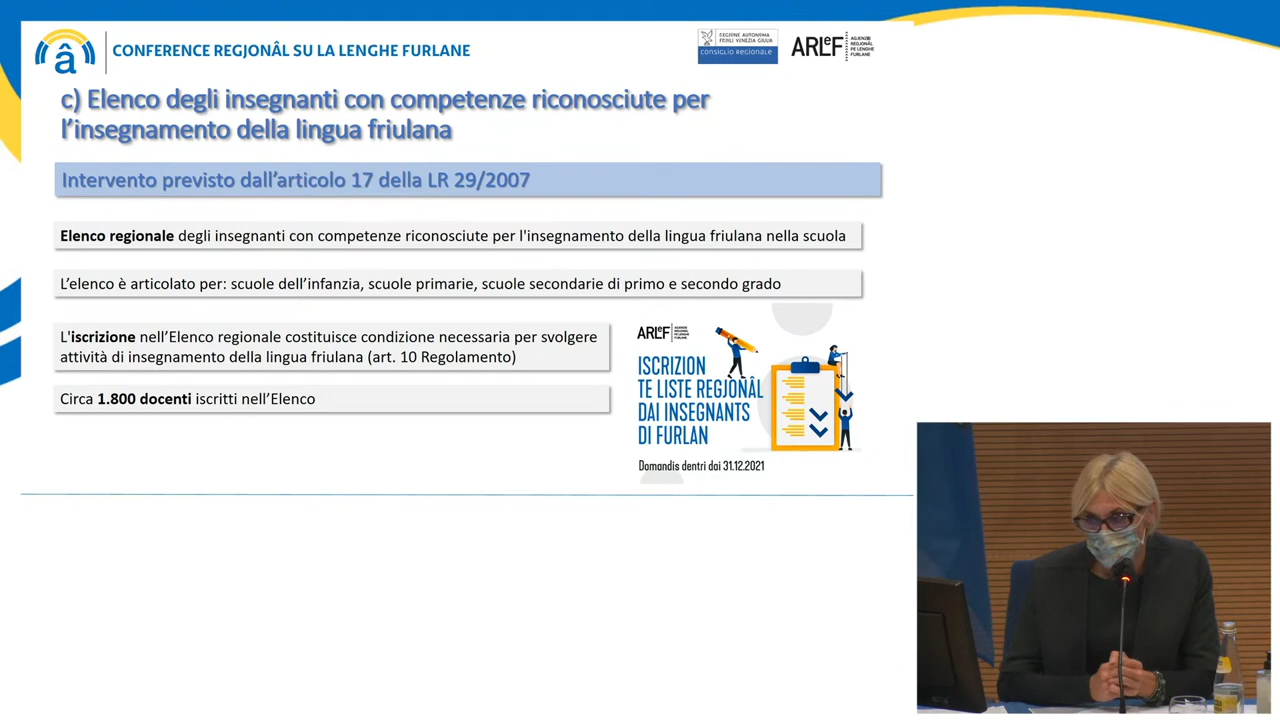 â
CONFERENCE REGJONÂL SU LA LENGHE FURLANE
REGIONE AUTONOMA
FRIULI VENEZIA GIULIA
consiglio regionale
ARLeF
AGJENZIE
REGJONÂL
PE LENGHE
FURLANE
c) Elenco degli insegnanti con competenze riconosciute per
l’insegnamento della lingua friulana
Intervento previsto dall’articolo 17 della LR 29/2007
Elenco regionale degli insegnanti con competenze riconosciute per l'insegnamento della lingua friulana nella scuola
L’elenco è articolato per: scuole dell’infanzia, scuole primarie, scuole secondarie di primo e secondo grado
L'iscrizione nell’Elenco regionale costituisce condizione necessaria per svolgere
attività di insegnamento della lingua friulana (art. 10 Regolamento)
Circa 1.800 docenti iscritti nell’Elenco
ARLeF
AGJENZIE
REGJONÂL
PE LENGHE
FURLANE
ISCRIZION
TE LISTE REGJONÂL
DAI INSEGNANTS
DI FURLAN
Domandis dentri dai 31.12.2021